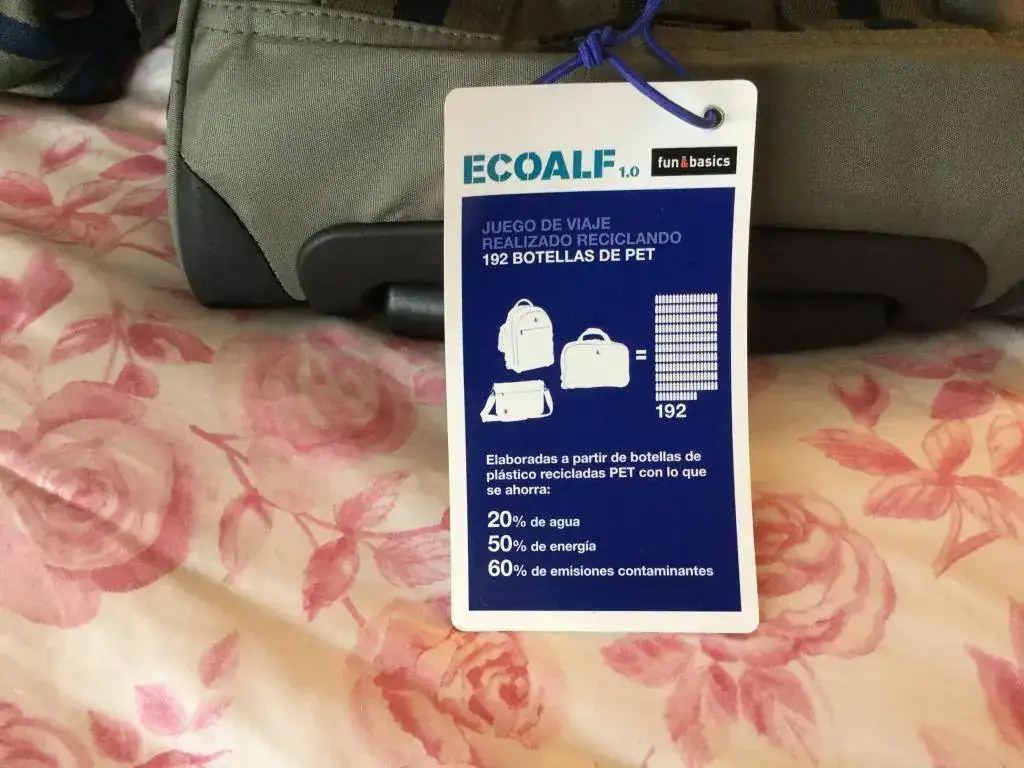 ECOALF 1.0 fun&basics
JUEGO DE VIAJE
REALIZADO RECICLANDO
192 BOTELLAS DE PET
=
192
Elaboradas a partir de botellas de
plástico recicladas PET con lo que
se ahorra:
20% de agua
50% de energía
60% de emisiones contaminantes